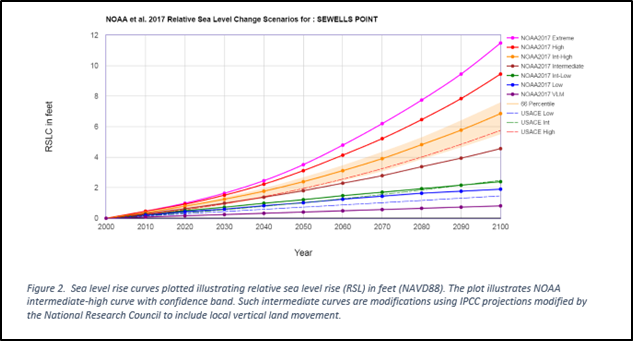 NOAA et al. 2017 Relative Sea Level Change Scenarios for : SEWELLS POINT
12
10
8
6
4
2
0
RSLC in feet
2000 2010 2020 2030 2040 2050 2060 2070 2080 2090 2100
Year
NOAA2017 Extreme
NOAA2017 High
NOAA2017 Int-High
NOAA2017 Intermediate
NOAA2017 Int-Low
NOAA2017 Low
NOAA2017 VLM
66 Percentile
USACE Low
USACE Int
USACE High
Figure 2. Sea level rise curves plotted illustrating relative sea level rise (RSL) in feet (NAVD88). The plot illustrates NOAA
intermediate-high curve with confidence band. Such intermediate curves are modifications using IPCC projections modified by
the National Research Council to include local vertical land movement.